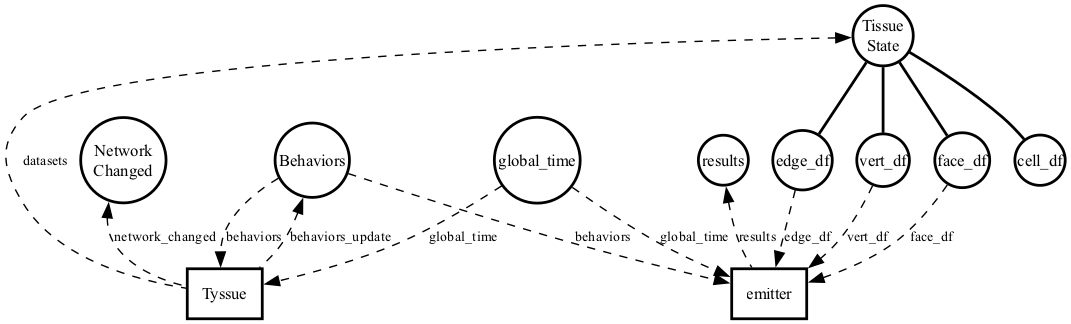 Tissue
State
Network
Changed
Behaviors
global_time
results
edge_df
vert_df
face_df
cell_df
datasets
network_changed
behaviors
behaviors_update
global_time
behaviors
global_time
results
edge_df
vert_df
face_df
Tyssue
emitter